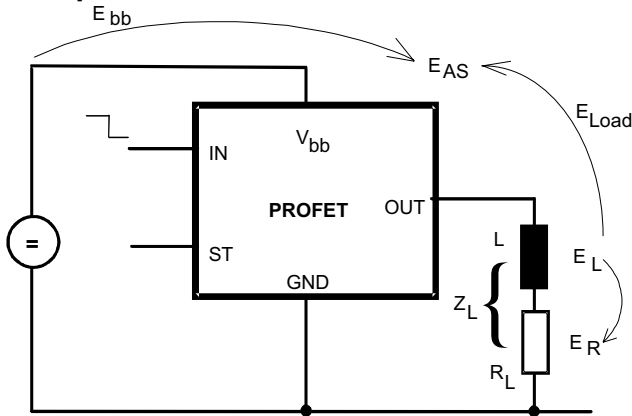 E bb
E AS
E Load
V bb
IN
PROFET
OUT
ST
L
E L
GND
Z L {
E R
R L
=